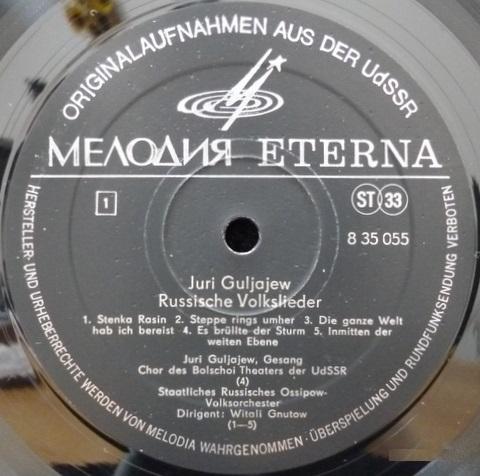 ORIGINALAUFNAHMEN AUS DER UdSSR
МЕЛОДИЯ ETERNA
1
ST 33
8 35 055
Juri Guljajew
Russische Volkslieder
1. Stenka Rasin 2. Steppe rings umher 3. Die ganze Welt
hab ich bereist 4. Es brüllte der Sturm 5. Inmitten der
weiten Ebene
Juri Guljajew, Gesang
Chor des Bolschoi Theaters der UdSSR
(4)
Staatliches Russisches Ossipow-
Volksorchester
Dirigent: Witali Gnutow
(1—5)
HERSTELLER- UND URHEBERRECHTE WERDEN VON MELODIA WAHRGENOMMEN · ÜBERSPIELUNG UND RUNDFUNKSENDUNG VERBOTEN